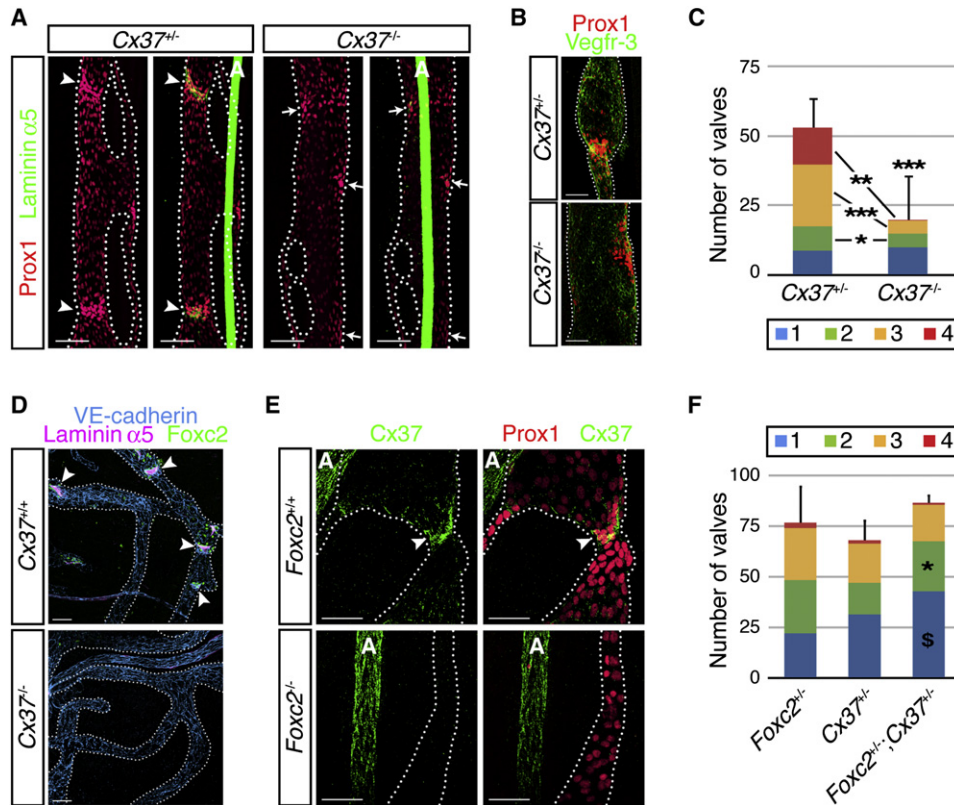 A
Cx37+/-
Cx37-/-
Prox1 Laminin α5
A
A
B
Prox1
Vegfr-3
Cx37+/-
Cx37-/-
C
Number of valves
75
50
25
0
**
***
*
***
Cx37+/-
Cx37-/-
1 2 3 4
D
VE-cadherin
Laminin α5 Foxc2
Cx37+/+
Cx37-/-
E
Cx37
Prox1 Cx37
Foxc2+/+
Foxc2-/-
A
A
A
A
F
1 2 3 4
Number of valves
100
75
50
25
0
*
$
Foxc2+/-
Cx37+/-
Foxc2+/-;Cx37+/-